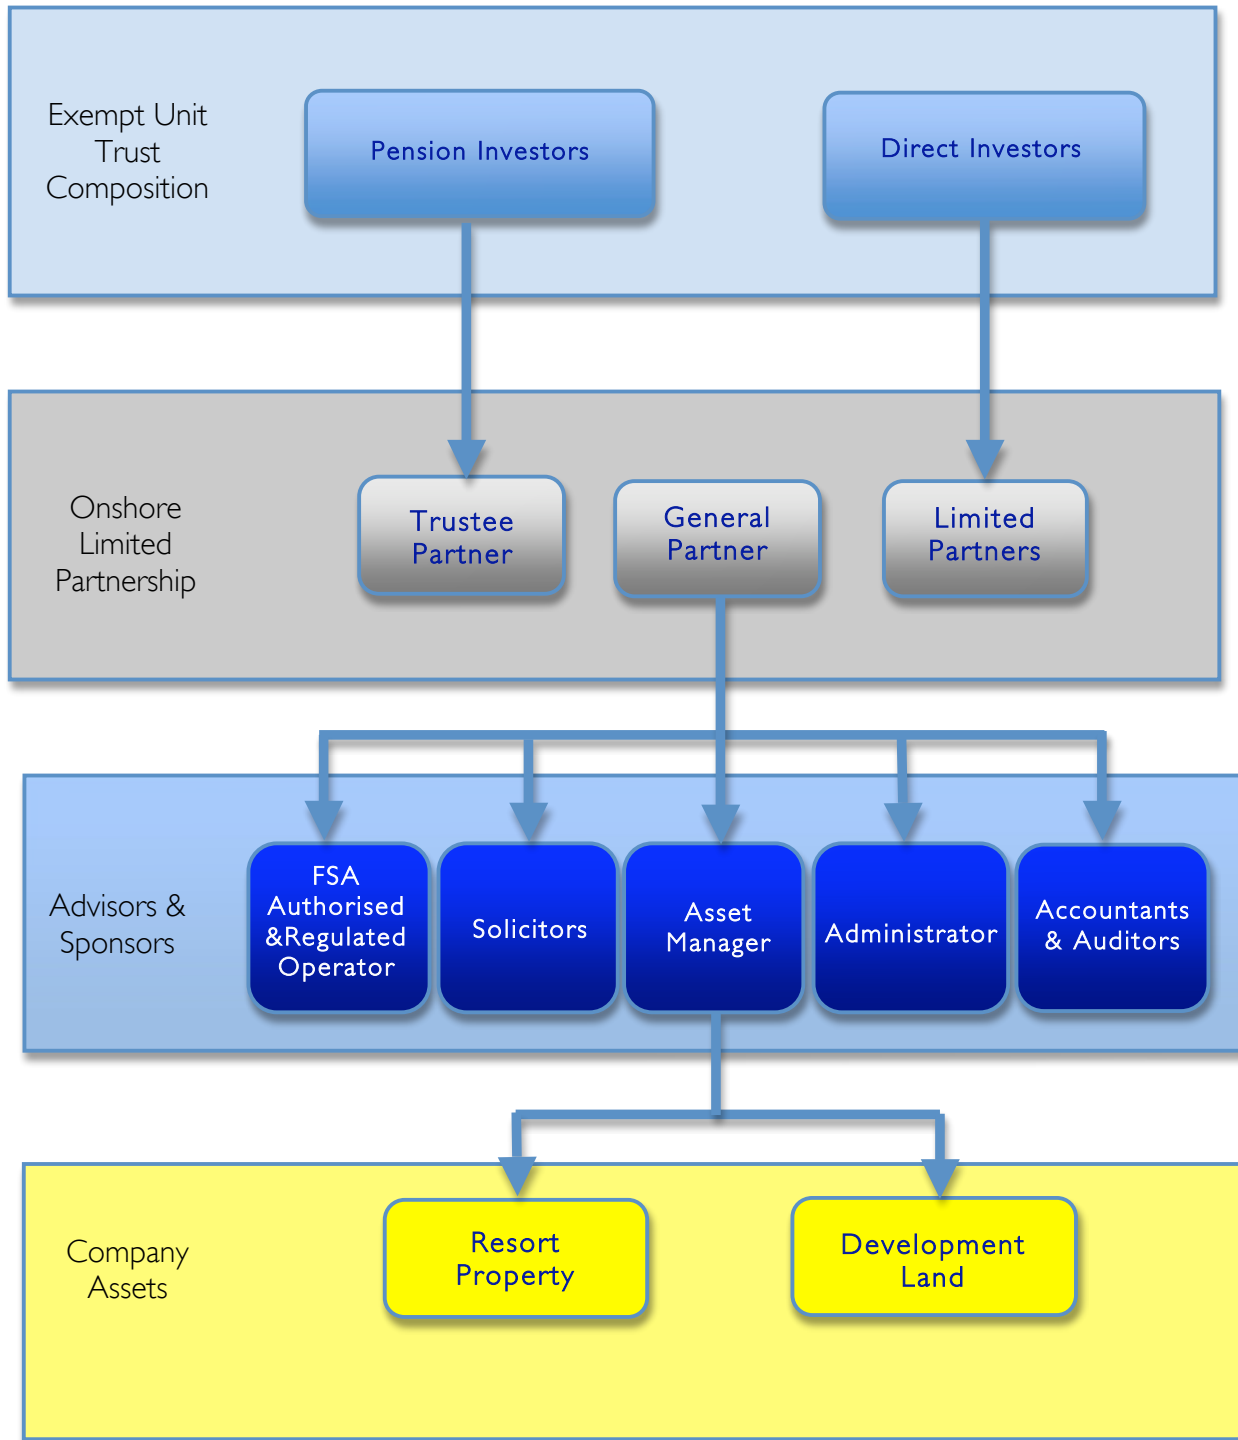 Exempt Unit
Trust
Composition
Pension Investors
Direct Investors
Onshore
Limited
Partnership
Trustee
Partner
General
Partner
Limited
Partners
Advisors &
Sponsors
FSA
Authorised
&Regulated
Operator
Solicitors
Asset
Manager
Administrator
Accountants
& Auditors
Company
Assets
Resort
Property
Development
Land